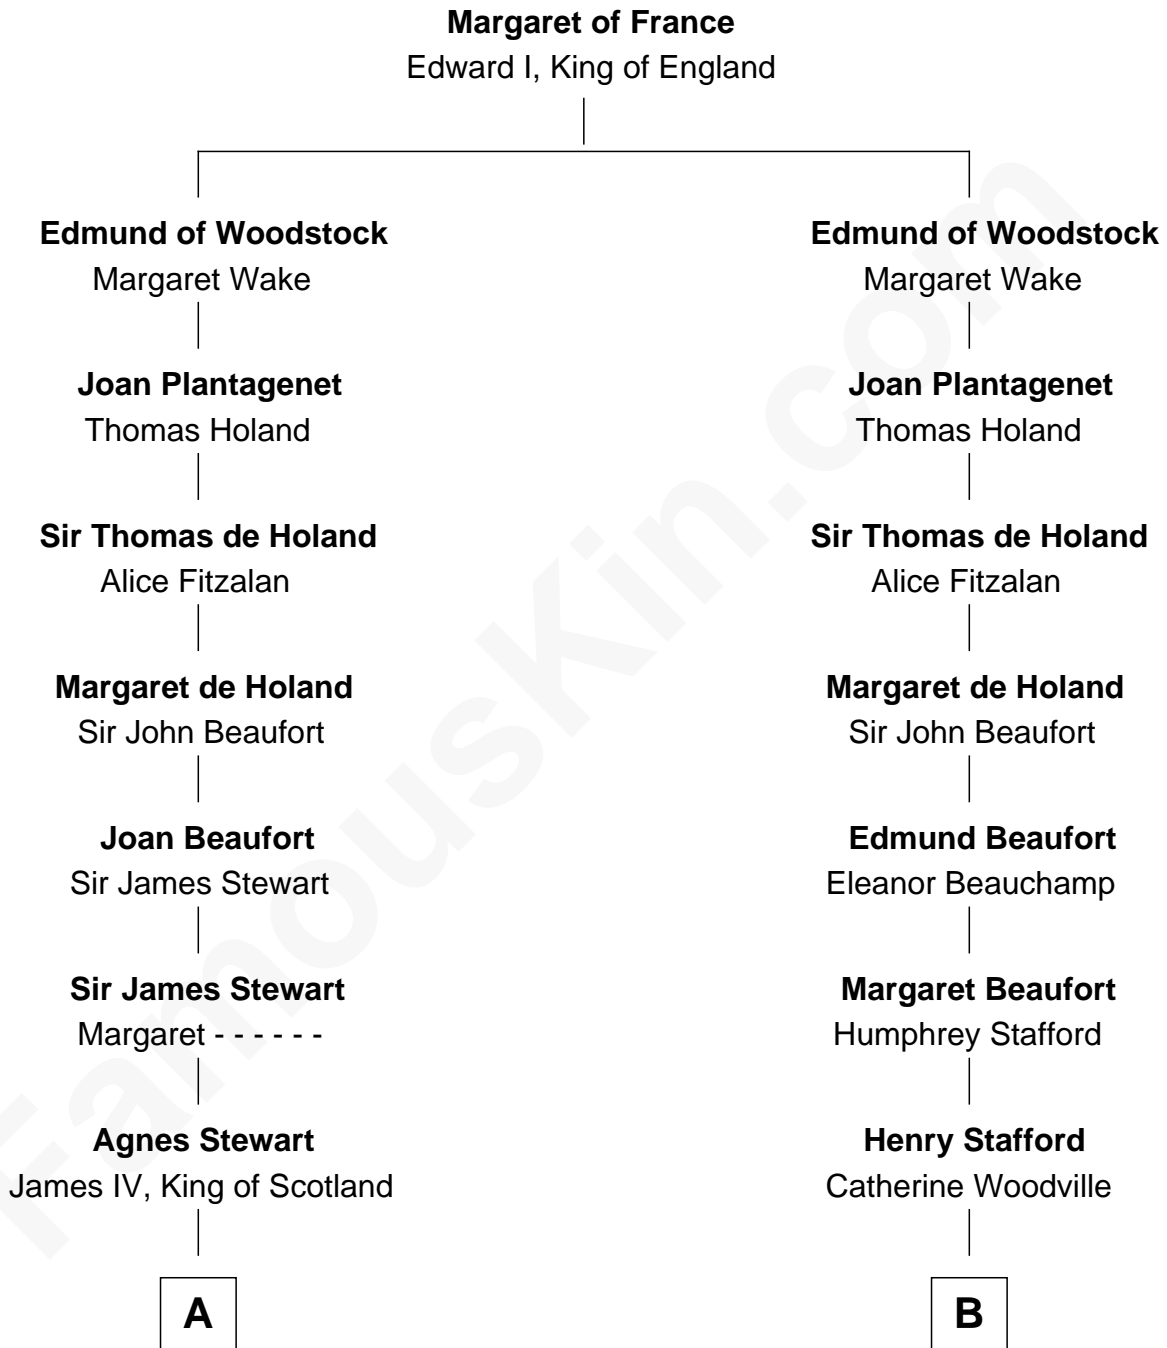 Margaret of France
Edward I, King of England
Edmund of Woodstock
Margaret Wake
Joan Plantagenet
Thomas Holand
Sir Thomas de Holand
Alice Fitzalan
Margaret de Holand
Sir John Beaufort
Joan Beaufort
Sir James Stewart
Sir James Stewart
Margaret - - - - - -
Agnes Stewart
James IV, King of Scotland
A
Edmund of Woodstock
Margaret Wake
Joan Plantagenet
Thomas Holand
Sir Thomas de Holand
Alice Fitzalan
Margaret de Holand
Sir John Beaufort
Edmund Beaufort
Eleanor Beauchamp
Margaret Beaufort
Humphrey Stafford
Henry Stafford
Catherine Woodville
B
FamousKin.com